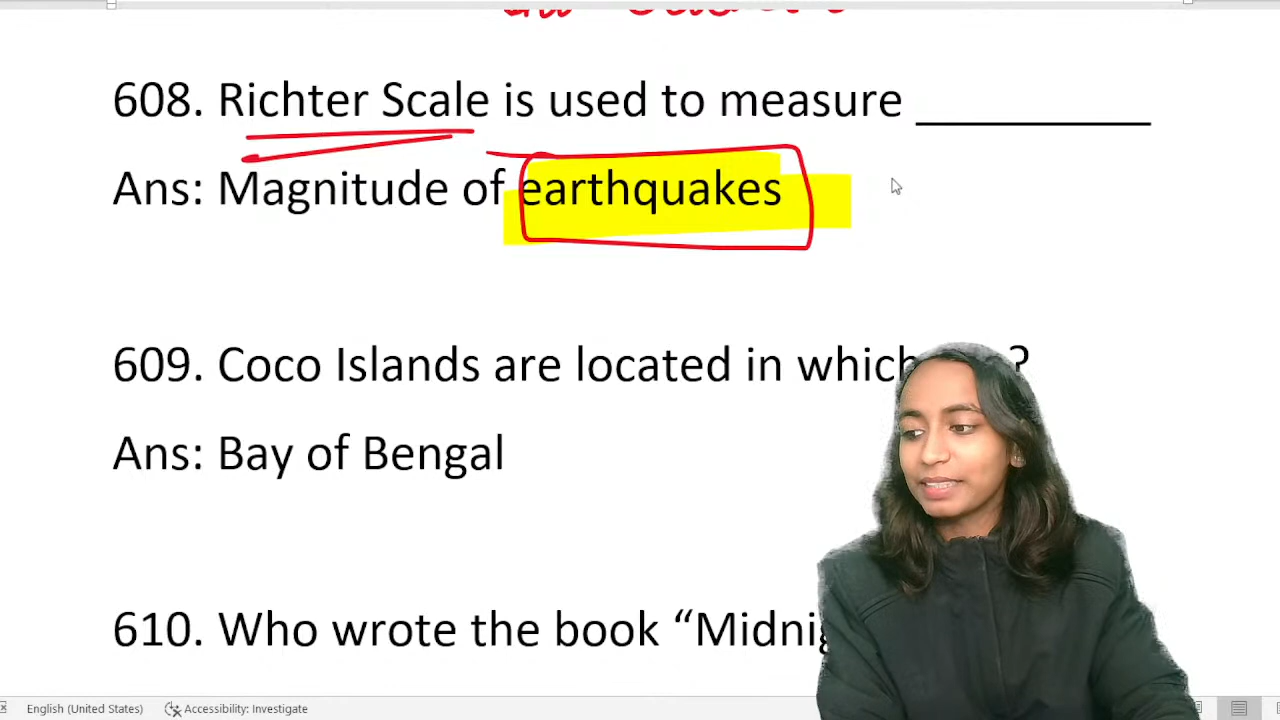 608. Richter Scale is used to measure __________
Ans: Magnitude of earthquakes
609. Coco Islands are located in which ?
Ans: Bay of Bengal
610. Who wrote the book “
English (United States) Accessibility: Investigate